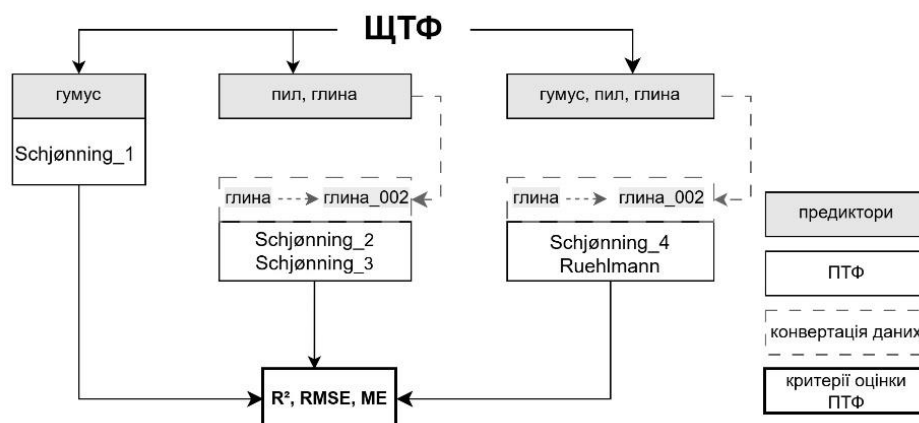 ЩТФ
гумус
Schjønning_1
пил, глина
глина глина_002
Schjønning_2
Schjønning_3
гумус, пил, глина
глина глина_002
Schjønning_4
Ruehlmann
R², RMSE, ME
предиктори
ПТФ
конвертація даних
критерії оцінки
ПТФ